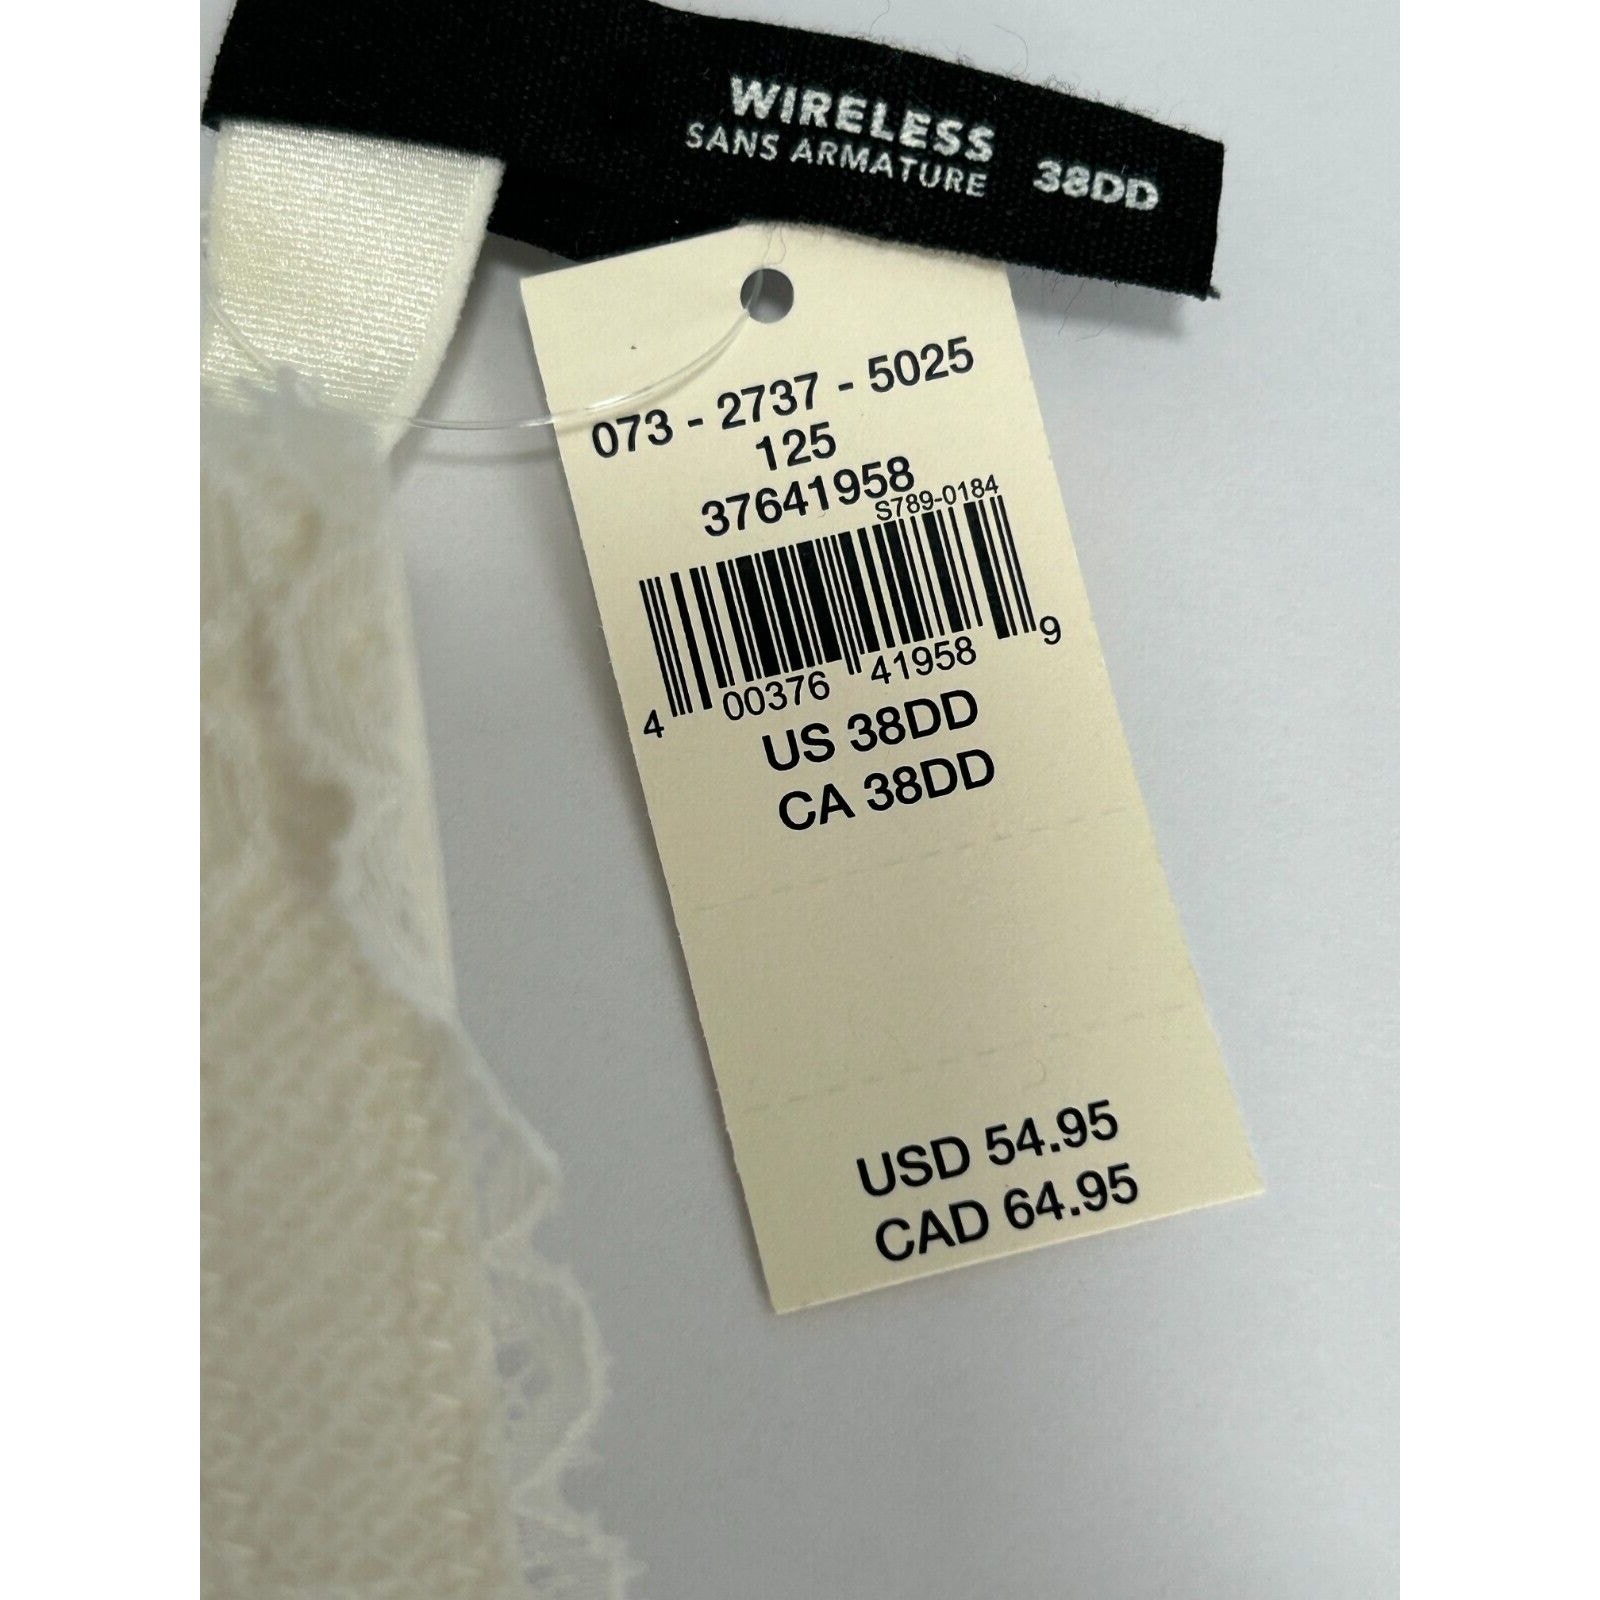 WIRELESS
SANS ARMATURE
38DD
073 - 2737 - 5025
125
37641958
S789-0184
4 00376 41958 9
US 38DD
CA 38DD
USD 54.95
CAD 64.95